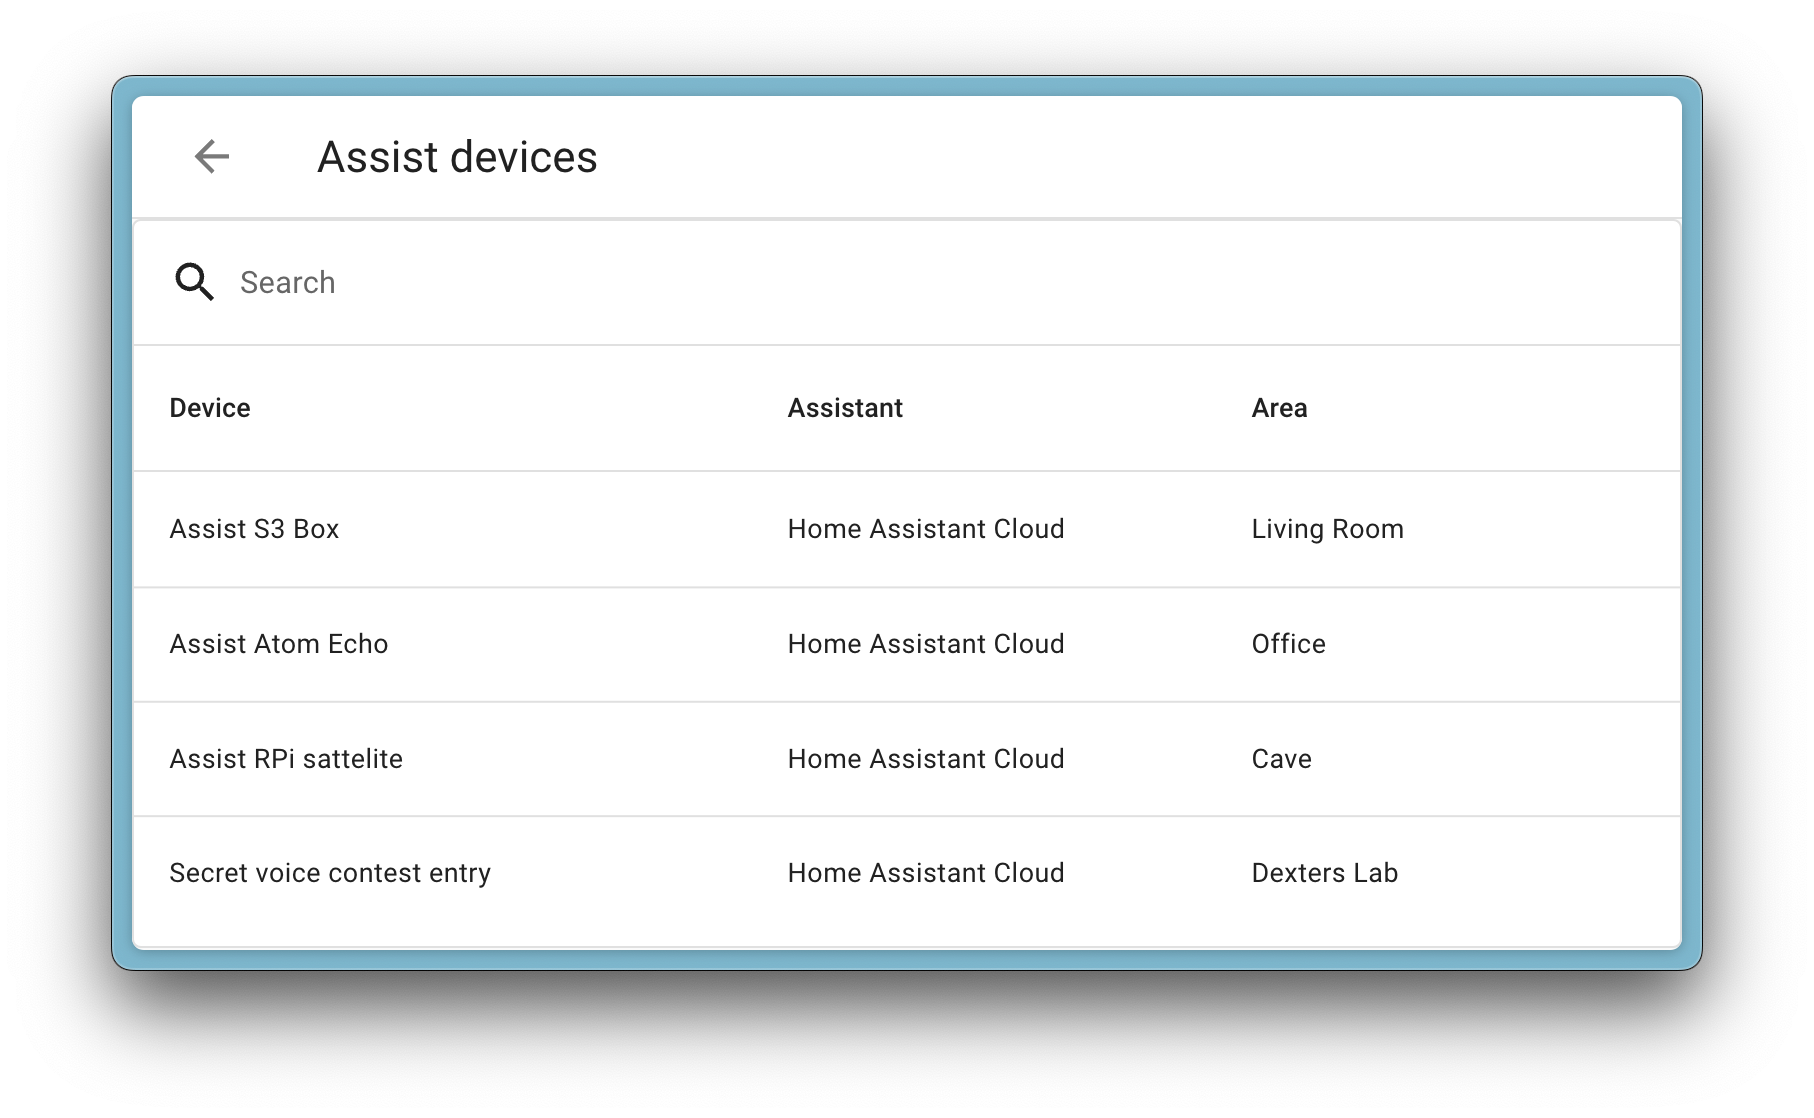 Assist devices
Search
Device Assistant Area
Assist S3 Box Home Assistant Cloud Living Room
Assist Atom Echo Home Assistant Cloud Office
Assist RPi sattelite Home Assistant Cloud Cave
Secret voice contest entry Home Assistant Cloud Dexters Lab